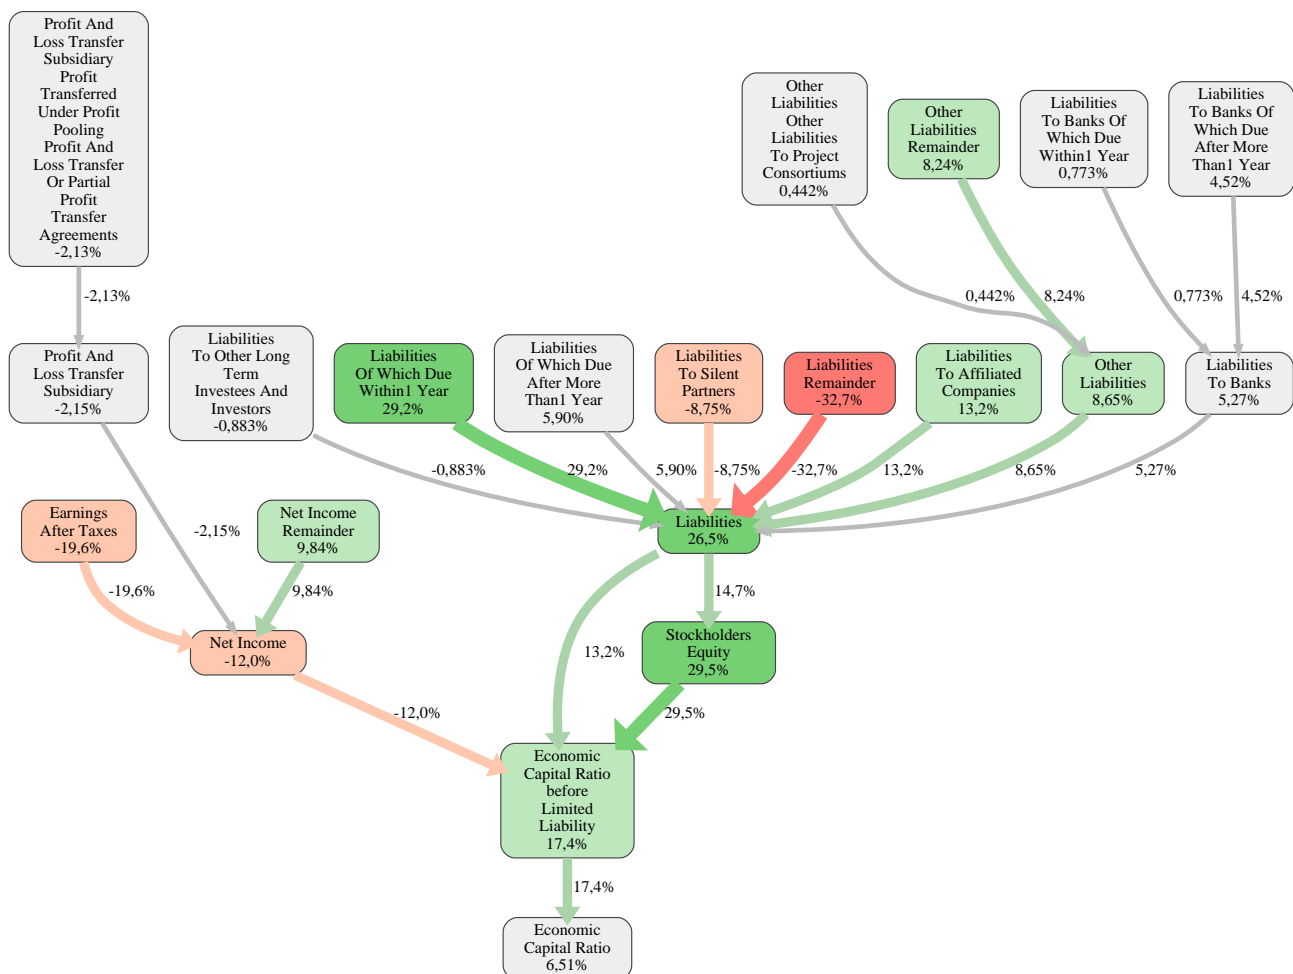 Profit And
Loss Transfer
Subsidiary
Profit
Transferred
Under Profit
Pooling
Profit And
Loss Transfer
Or Partial
Profit
Transfer
Agreements
-2,13%
Other
Liabilities
Other
Liabilities
To Project
Consortiums
0,442%
Other
Liabilities
Remainder
8,24%
Liabilities
To Banks Of
Which Due
Within1 Year
0,773%
Liabilities
To Banks Of
Which Due
After More
Than1 Year
4,52%
-2,13%
0,442%
8,24%
0,773%
4,52%
Profit And
Loss Transfer
Subsidiary
-2,15%
Liabilities
To Other Long
Term
Investees And
Investors
-0,883%
Liabilities
Of Which Due
Within1 Year
29,2%
Liabilities
Of Which Due
After More
Than1 Year
5,90%
Liabilities
To Silent
Partners
-8,75%
Liabilities
Remainder
-32,7%
Liabilities
To Affiliated
Companies
13,2%
Other
Liabilities
8,65%
Liabilities
To Banks
5,27%
-0,883%
29,2%
5,90%
-8,75%
-32,7%
13,2%
8,65%
5,27%
Earnings
After Taxes
-19,6%
-2,15%
Net Income
Remainder
9,84%
Liabilities
26,5%
-19,6%
9,84%
14,7%
Net Income
-12,0%
13,2%
Stockholders
Equity
29,5%
-12,0%
29,5%
Economic
Capital Ratio
before
Limited
Liability
17,4%
17,4%
Economic
Capital Ratio
6,51%